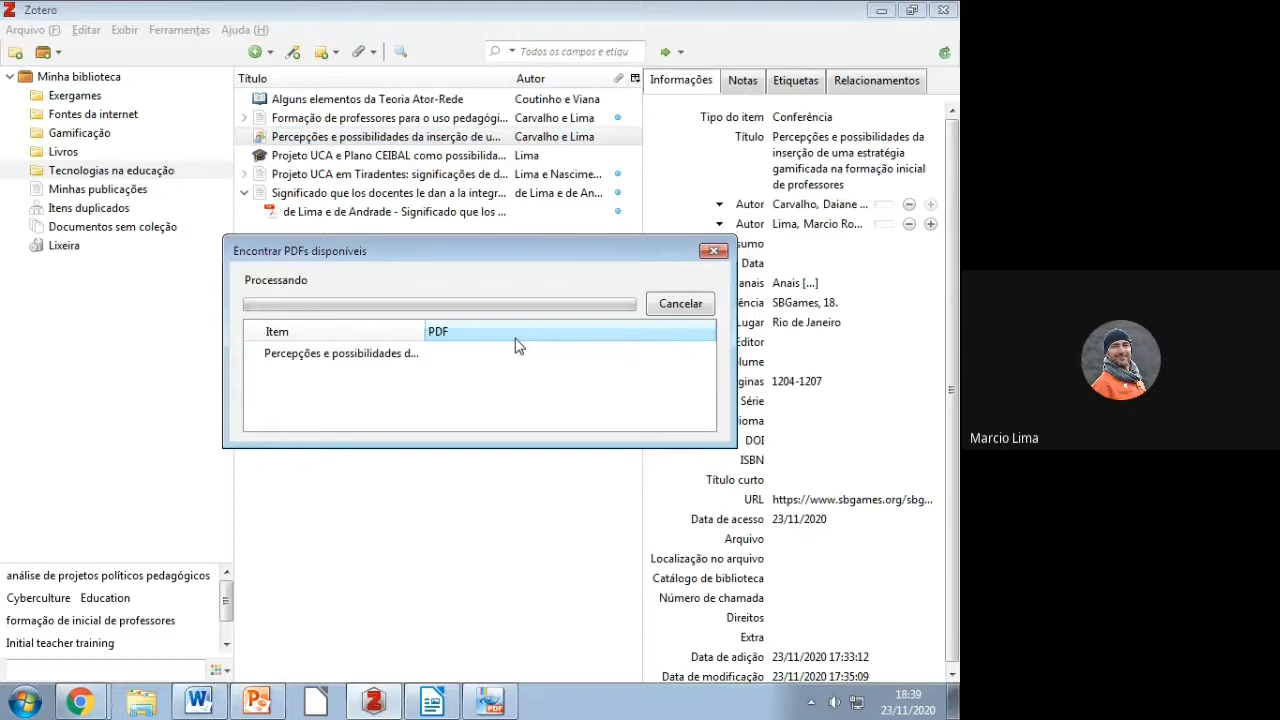 Zotero
Arquivo (F) Editar Exibir Ferramentas Ajuda (H)
Todos os campos e etiqu
Minha biblioteca
Exergames
Fontes da internet
Gamificação
Livros
Tecnologias na educação
Minhas publicações
Itens duplicados
Documentos sem coleção
Lixeira
análise de projetos políticos pedagógicos
Cyberculture Education
formação de inicial de professores
Initial teacher training
Título Autor
Alguns elementos da Teoria Ator-Rede Coutinho e Viana
Formação de professores para o uso pedagógi... Carvalho e Lima
Percepções e possibilidades da inserção de u... Carvalho e Lima
Projeto UCA e Plano CEIBAL como possibilida... Lima
Projeto UCA em Tiradentes: significações de d... Lima e Nascime...
Significado que los docentes le dan a la integr... de Lima e de An...
de Lima e de Andrade - Significado que los ...
Encontrar PDFs disponíveis
Processando
Cancelar
Item PDF
Percepções e possibilidades d...
Informações Notas Etiquetas Relacionamentos
Tipo do item Conferência
Título Percepções e possibilidades da
inserção de uma estratégia
gamificada na formação inicial
de professores
Autor Carvalho, Daiane ...
Autor Lima, Marcio Ro...
sumo
Data
anais Anais [...]
ência SBGames, 18.
Lugar Rio de Janeiro
Editor
lume
ginas 1204-1207
Série
ioma
DOI
ISBN
Título curto
URL https://www.sbgames.org/sbg...
Data de acesso 23/11/2020
Arquivo
Localização no arquivo
Catálogo de biblioteca
Número de chamada
Direitos
Extra
Data de adição 23/11/2020 17:33:12
Data de modificação 23/11/2020 17:35:09
18:39
23/11/2020
Marcio Lima